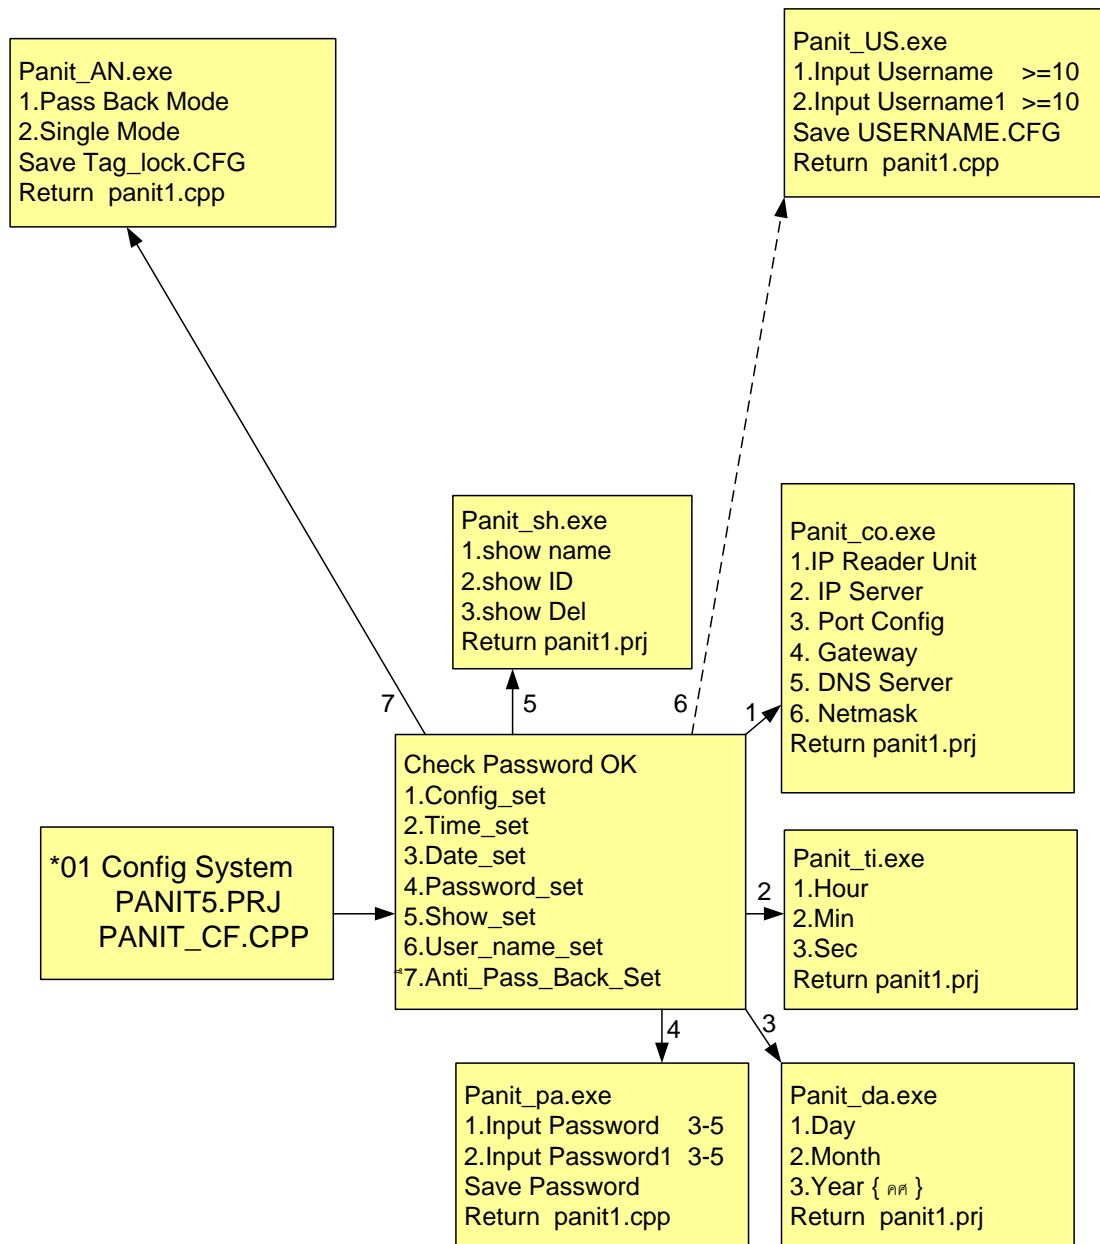 Panit_AN.exe
1.Pass Back Mode
2.Single Mode
Save Tag_lock.CFG
Return  panit1.cpp
Panit_US.exe
1.Input Username   >=10
2.Input Username1  >=10
Save USERNAME.CFG
Return  panit1.cpp
Panit_sh.exe
1.show name
2.show ID
3.show Del
Return panit1.prj
Panit_co.exe
1.IP Reader Unit
2. IP Server
3. Port Config
4. Gateway
5. DNS Server
6. Netmask
Return panit1.prj
7
5
6
1
Check Password OK
1.Config_set
2.Time_set
3.Date_set
4.Password_set
5.Show_set
6.User_name_set
7.Anti_Pass_Back_Set
*01 Config System
PANIT5.PRJ
PANIT_CF.CPP
2
Panit_ti.exe
1.Hour
2.Min
3.Sec
Return panit1.prj
4
3
Panit_pa.exe
1.Input Password   3-5
2.Input Password1  3-5
Save Password
Return  panit1.cpp
Panit_da.exe
1.Day
2.Month
3.Year { คศ }
Return  panit1.prj